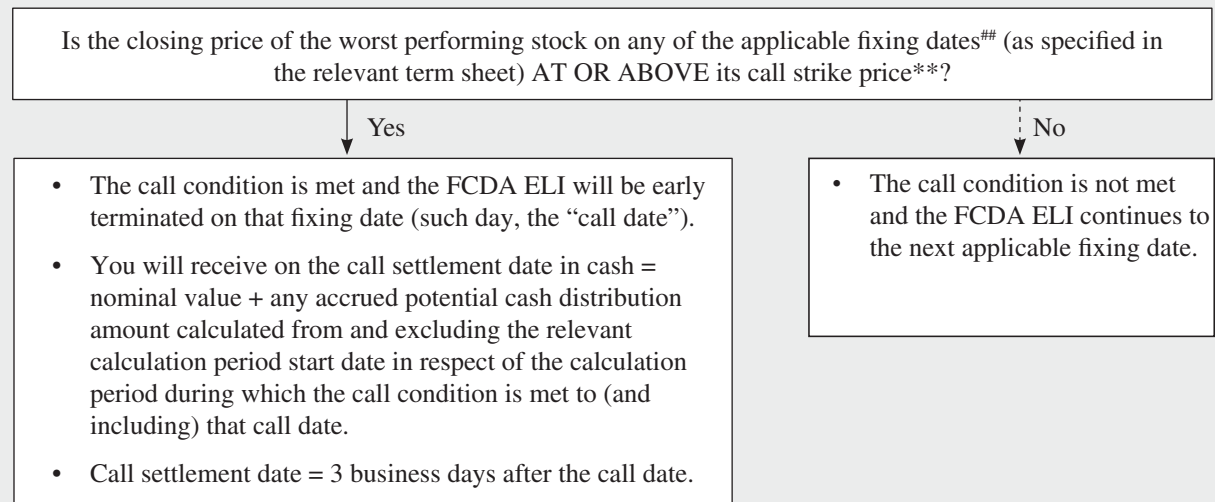 Is the closing price of the worst performing stock on any of the applicable fixing dates## (as specified in
the relevant term sheet) AT OR ABOVE its call strike price**?
Yes
No
• The call condition is met and the FCDA ELI will be early
terminated on that fixing date (such day, the “call date”).
• You will receive on the call settlement date in cash =
nominal value + any accrued potential cash distribution
amount calculated from and excluding the relevant
calculation period start date in respect of the calculation
period during which the call condition is met to (and
including) that call date.
• Call settlement date = 3 business days after the call date.
• The call condition is not met
and the FCDA ELI continues to
the next applicable fixing date.